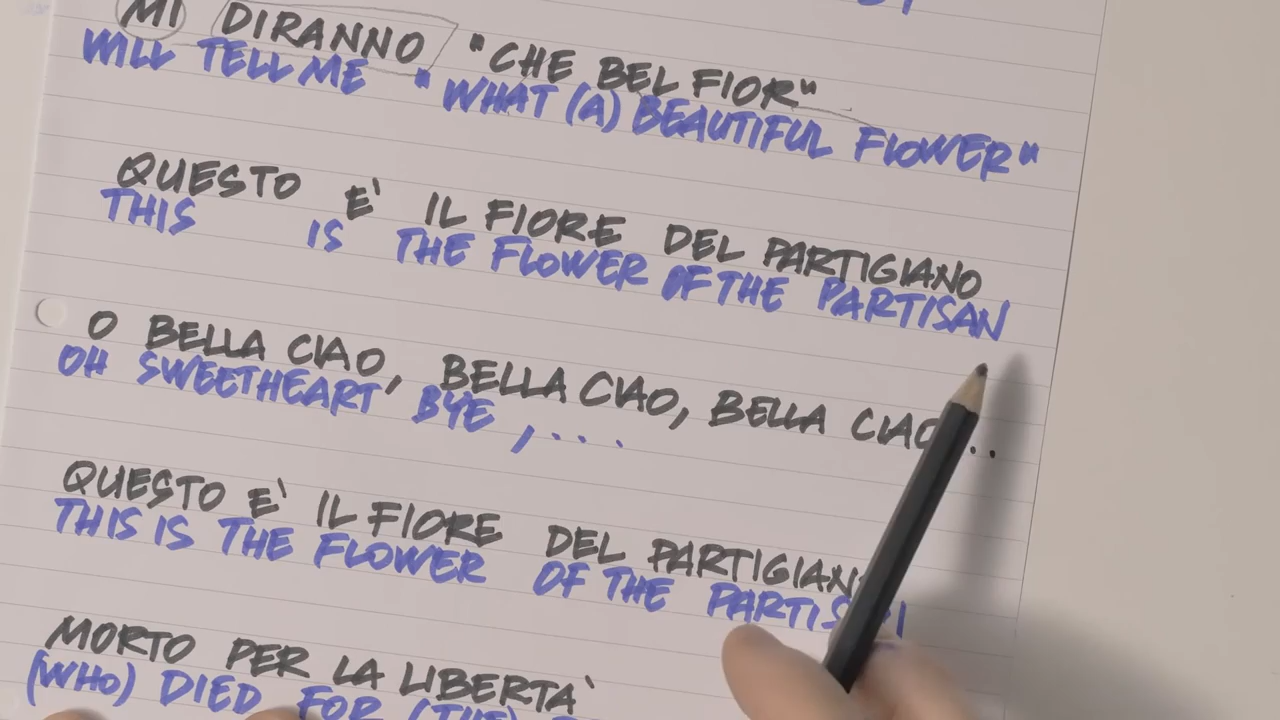 MI DIRANNO "CHE BEL FIOR"
WILL TELL ME "WHAT (A) BEAUTIFUL FLOWER"
QUESTO E' IL FIORE DEL PARTIGIANO
THIS IS THE FLOWER OF THE PARTISAN
O BELLA CIAO, BELLA CIAO, BELLA CIAO...
OH SWEETHEART BYE, ....
QUESTO E' IL FIORE DEL PARTIGIAN
THIS IS THE FLOWER OF THE
MORTO PER LA LIBERTA'
(WHO) DIED FOR (THE)